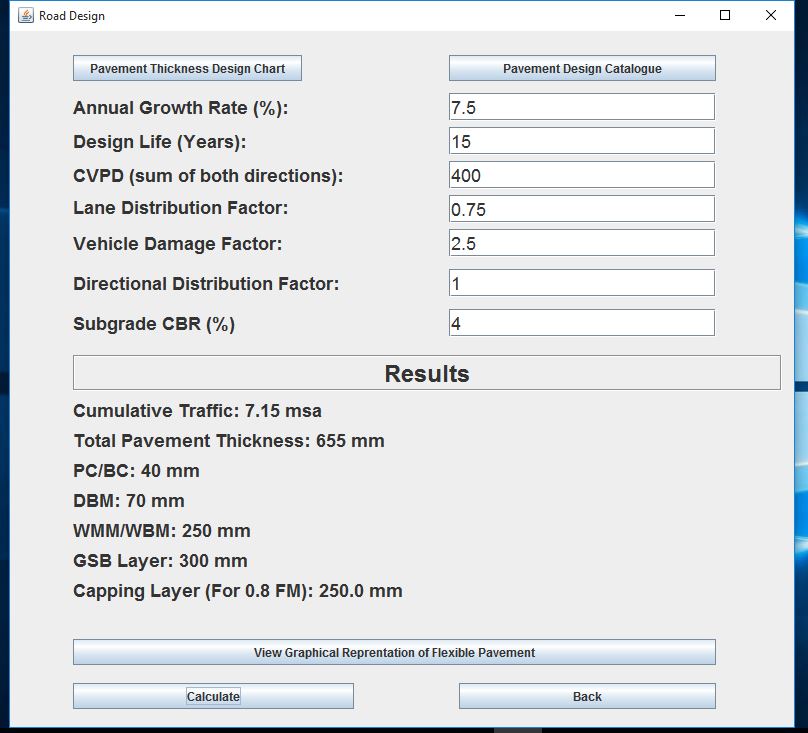 Road Design
Pavement Thickness Design Chart
Pavement Design Catalogue
Annual Growth Rate (%): 7.5
Design Life (Years): 15
CVPD (sum of both directions): 400
Lane Distribution Factor: 0.75
Vehicle Damage Factor: 2.5
Directional Distribution Factor: 1
Subgrade CBR (%) 4
Results
Cumulative Traffic: 7.15 msa
Total Pavement Thickness: 655 mm
PC/BC: 40 mm
DBM: 70 mm
WMM/WBM: 250 mm
GSB Layer: 300 mm
Capping Layer (For 0.8 FM): 250.0 mm
View Graphical Reprentation of Flexible Pavement
Calculate
Back